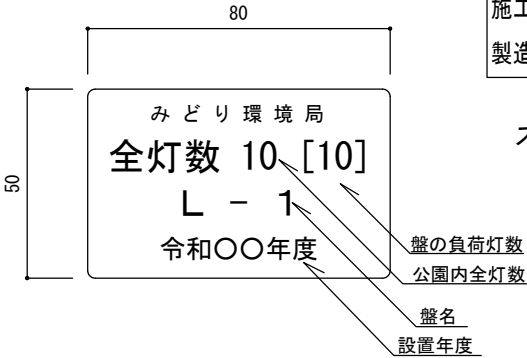 80
施工
製造
50
みどり環境局
全灯数 10 [10]
L - 1
令和〇〇年度
盤の負荷灯数
公園内全灯数
盤名
設置年度